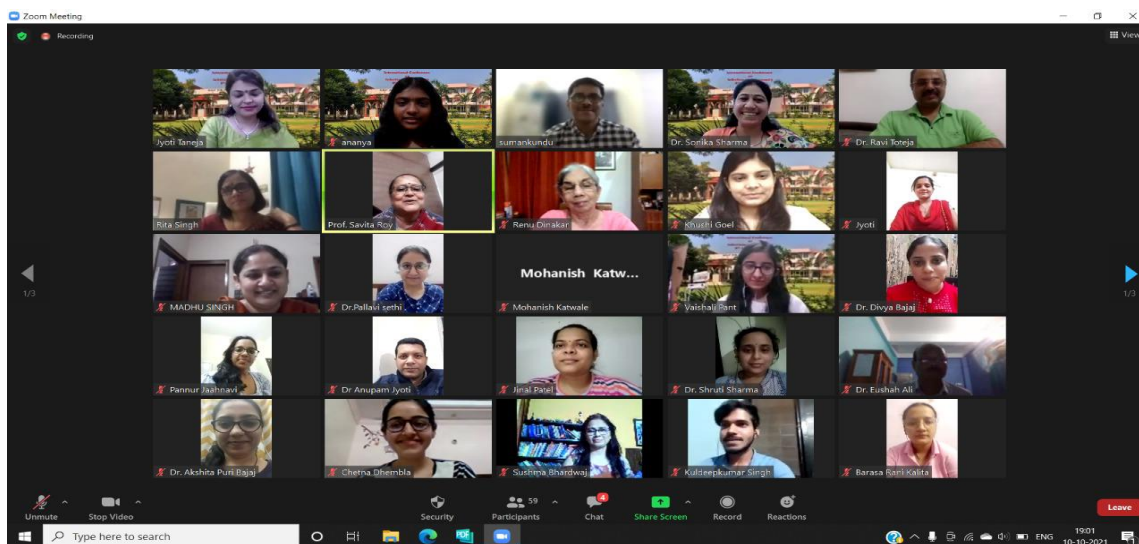 Zoom Meeting
Recording
View
Jyoti Taneja
ananya
sumankundu
Dr. Sonika Sharma
Dr. Ravi Toteja
Rita Singh
Prof. Savita Roy
Renu Dinakar
Khushi Goel
Jyoti
MADHU SINGH
Dr.Pallavi sethi
Mohanish Katw...
Mohanish Katwale
Vaishali Pant
Dr. Divya Bajaj
1/3
1/3
Pannur Jaahnavi
Dr Anupam Jyoti
Jinal Patel
Dr. Shruti Sharma
Dr. Eushah Ali
Dr. Akshita Puri Bajaj
Chetna Dhembla
Sushma Bhardwaj
Kuldeepkumar Singh
Barasa Rani Kalita
Unmute
Stop Video
Security
Participants
59
Chat
4
Share Screen
Record
Reactions
Leave
Type here to search
PDF
ENG
19:01
10-10-2021